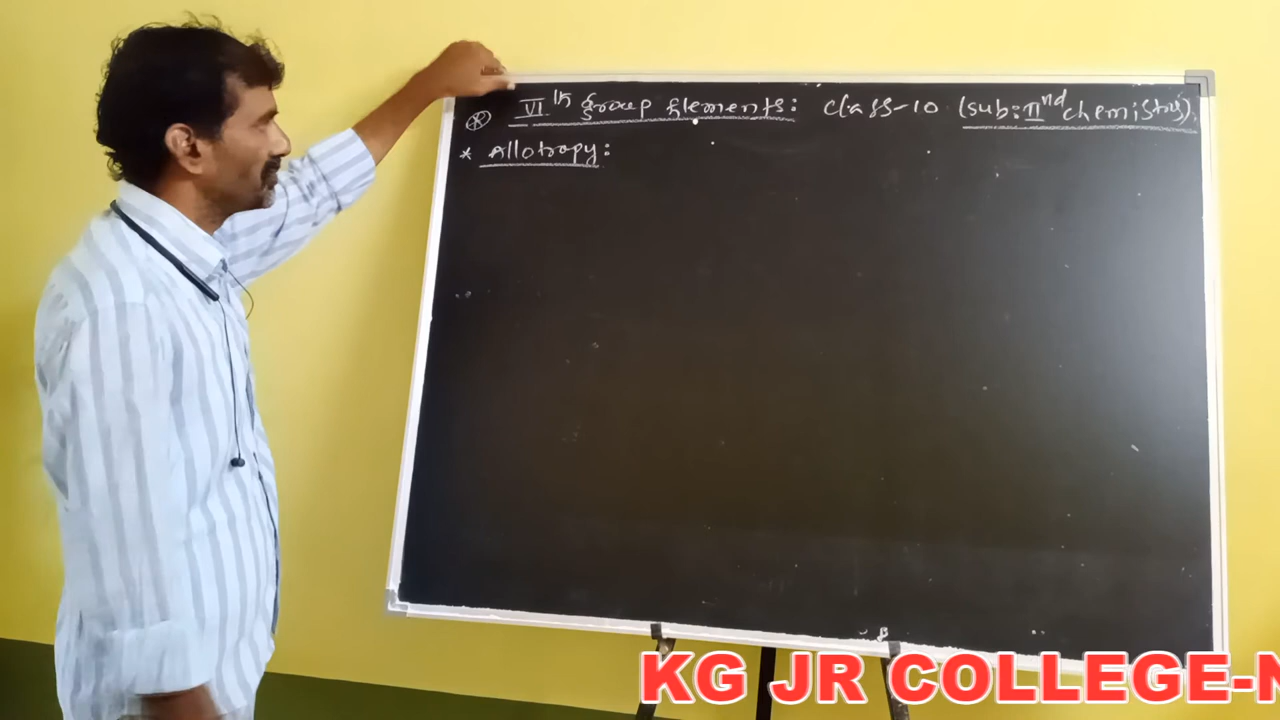 VIth group Elements: class-10 (sub: IInd chemistry).
* Allotropy:
KG JR COLLEGE-N